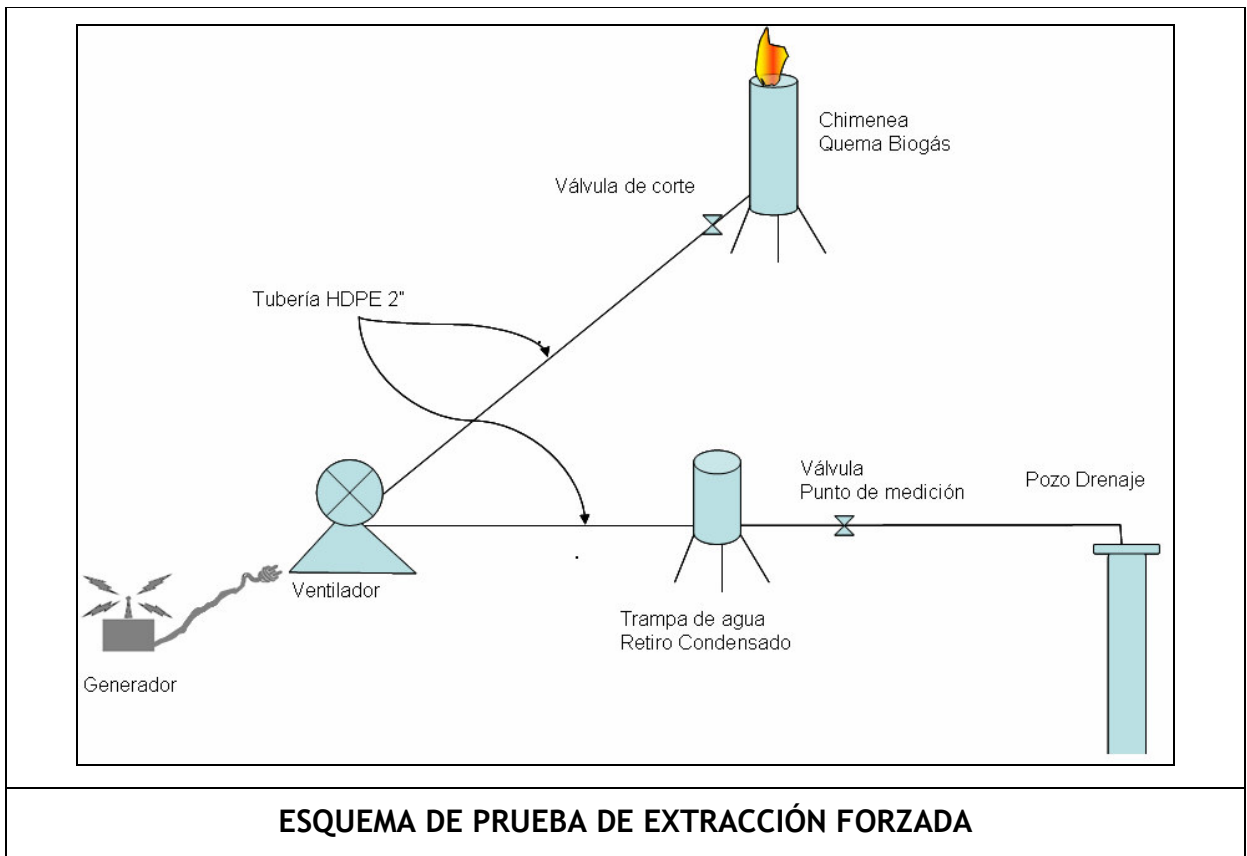 Chimenea
Quema Biogás
Válvula de corte
Tubería HDPE 2"
Válvula
Punto de medición
Pozo Drenaje
Ventilador
Trampa de agua
Retiro Condensado
Generador
ESQUEMA DE PRUEBA DE EXTRACCIÓN FORZADA